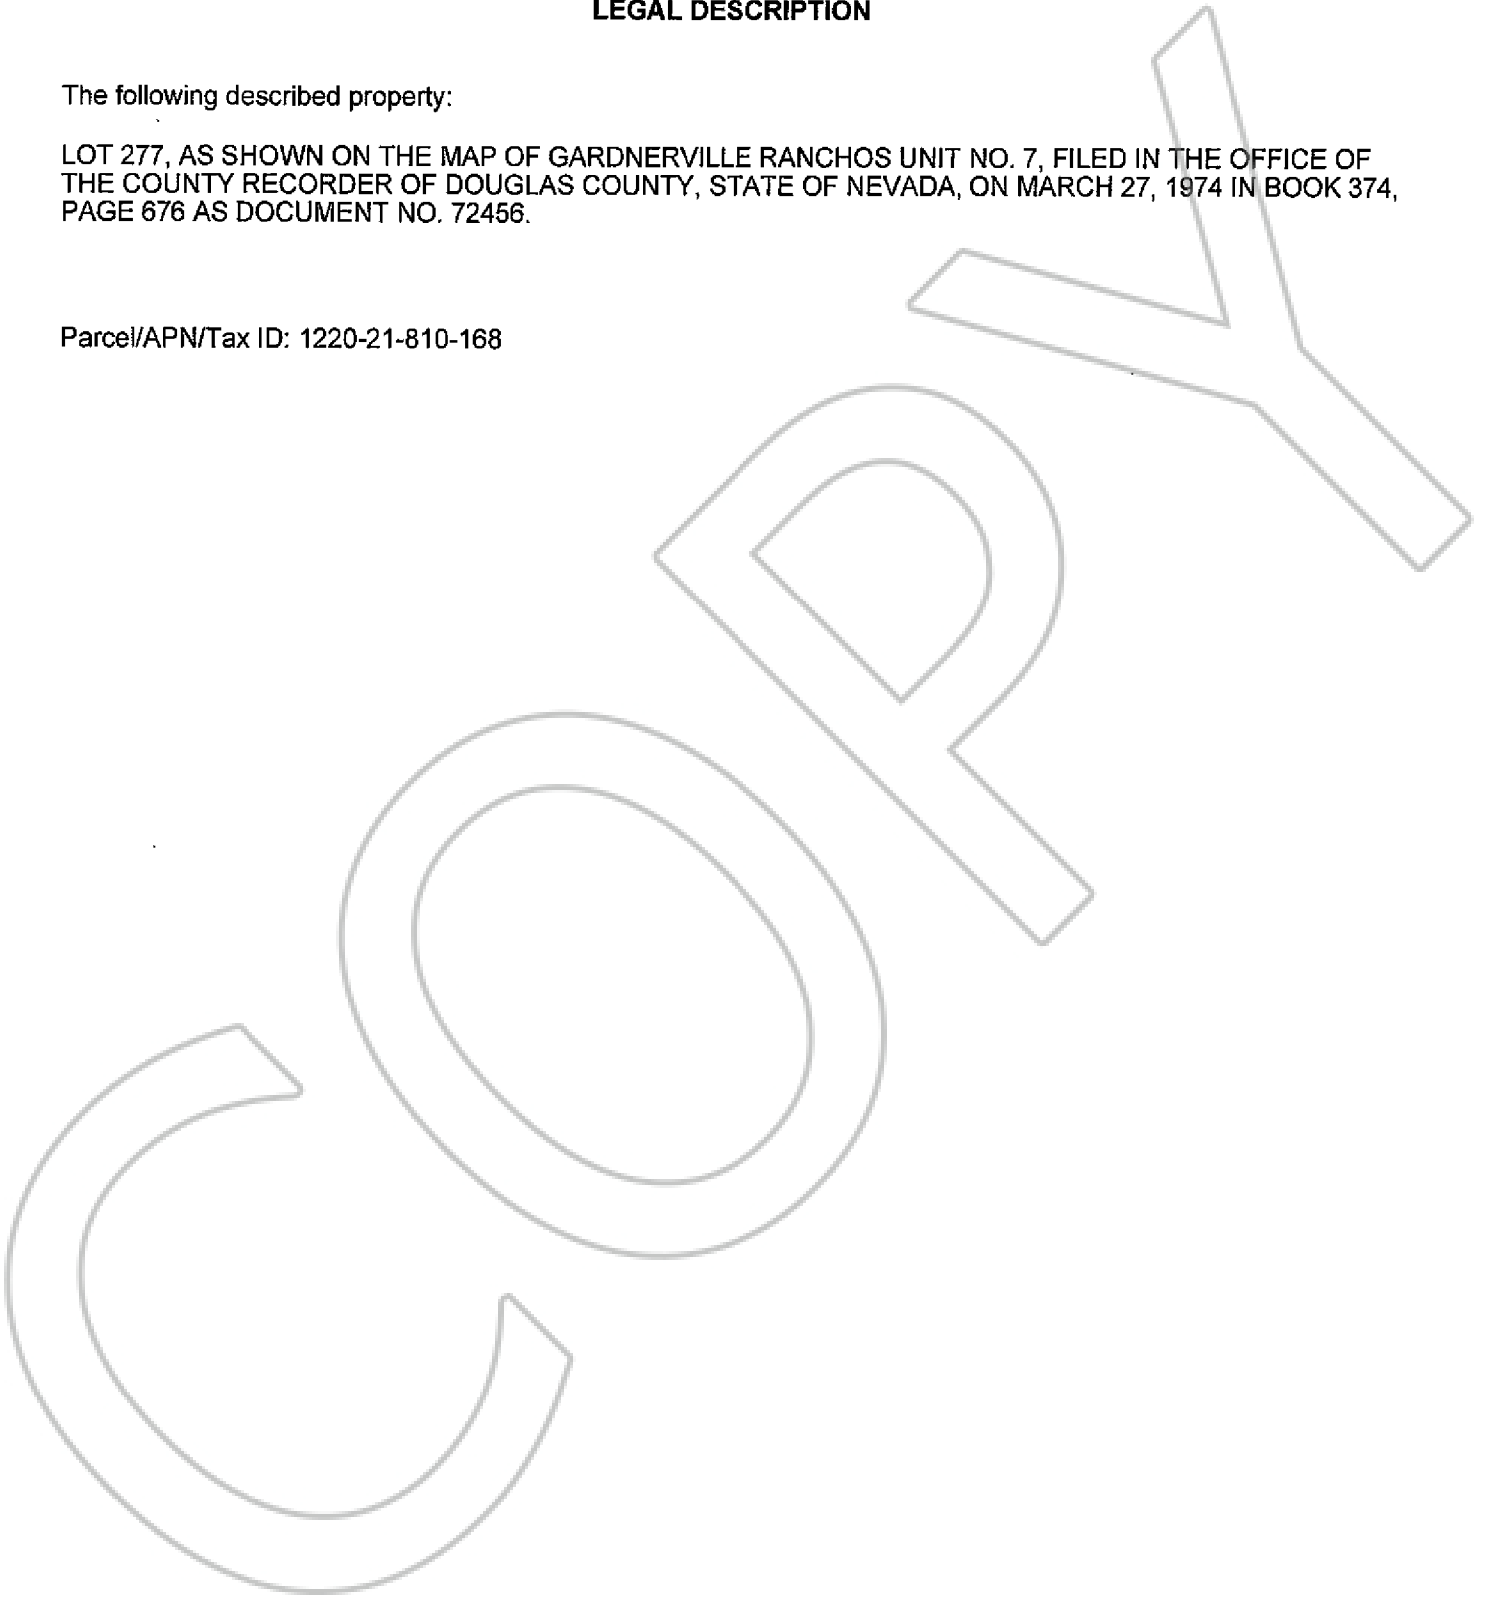 LEGAL DESCRIPTION
The following described property:
LOT 277, AS SHOWN ON THE MAP OF GARDNERVILLE RANCHOS UNIT NO. 7, FILED IN THE OFFICE OF
THE COUNTY RECORDER OF DOUGLAS COUNTY, STATE OF NEVADA, ON MARCH 27, 1974 IN BOOK 374,
PAGE 676 AS DOCUMENT NO. 72456.
Parcel/APN/Tax ID: 1220-21-810-168
COPY